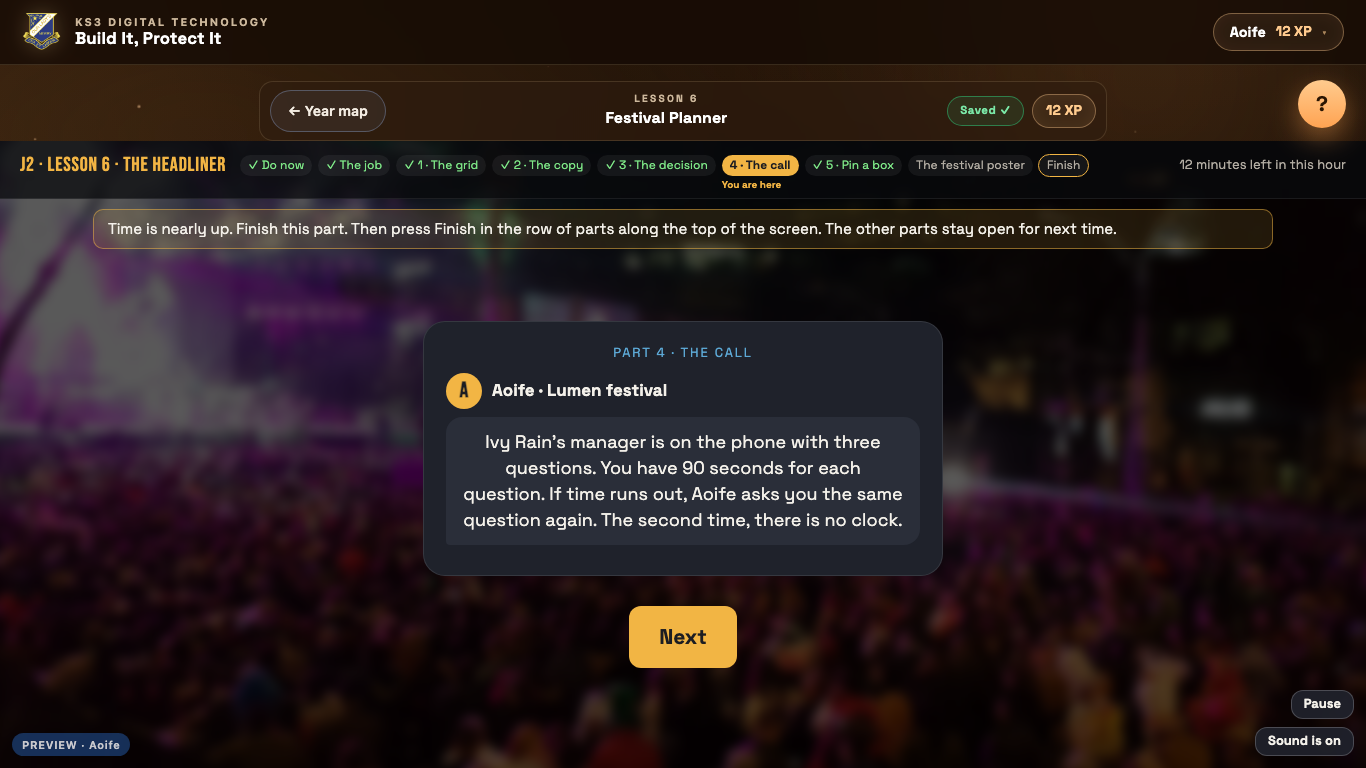 KS3 DIGITAL TECHNOLOGY
Build It, Protect It
Aoife 12 XP
← Year map
LESSON 6
Festival Planner
Saved ✓
12 XP
?
J2 · LESSON 6 · THE HEADLINER
✓ Do now
✓ The job
✓ 1 · The grid
✓ 2 · The copy
✓ 3 · The decision
4 · The call
You are here
✓ 5 · Pin a box
The festival poster
Finish
12 minutes left in this hour
Time is nearly up. Finish this part. Then press Finish in the row of parts along the top of the screen. The other parts stay open for next time.
PART 4 · THE CALL
A
Aoife · Lumen festival
Ivy Rain's manager is on the phone with three
questions. You have 90 seconds for each
question. If time runs out, Aoife asks you the same
question again. The second time, there is no clock.
Next
Pause
Sound is on
PREVIEW · Aoife